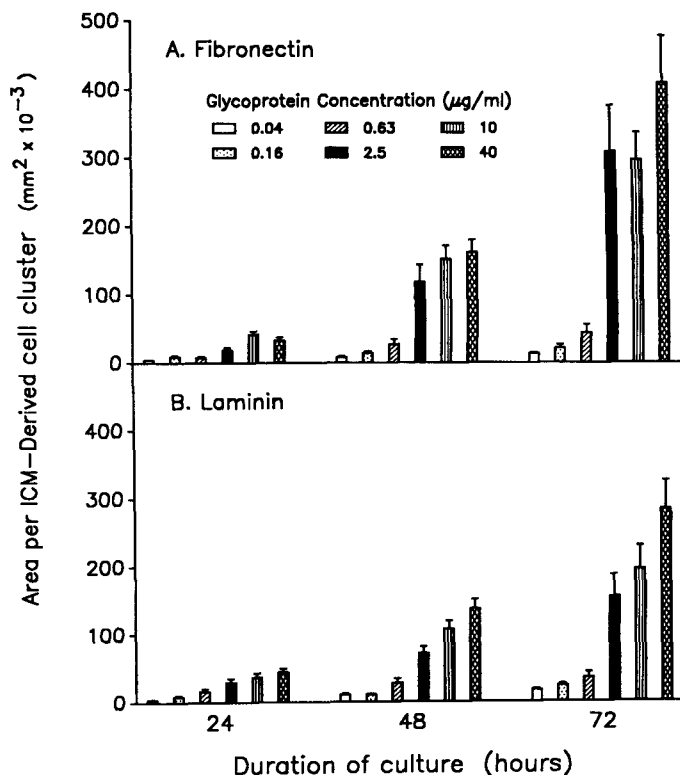 A. Fibronectin
Glycoprotein Concentration (μg/ml)
0.04 0.63 10
0.16 2.5 40
500
400
300
200
100
0
B. Laminin
400
300
200
100
0
24 48 72
Duration of culture (hours)
Area per ICM–Derived cell cluster (mm² x 10⁻³)